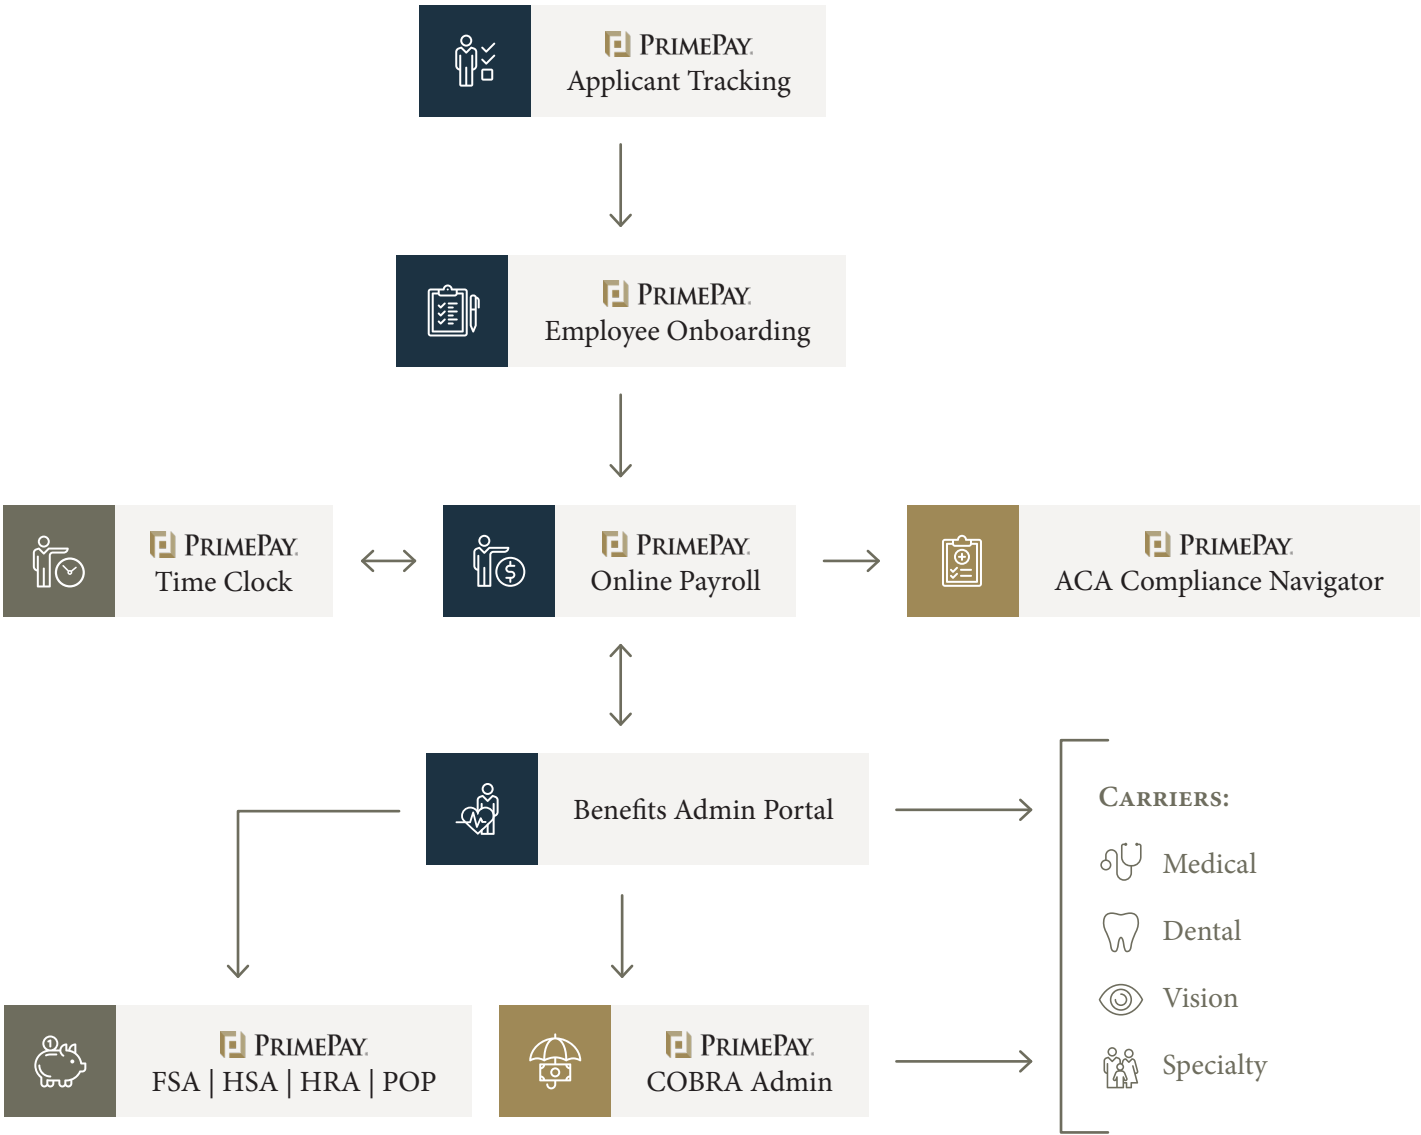 PRIMEPAY.
Applicant Tracking
PRIMEPAY.
Employee Onboarding
PRIMEPAY.
Time Clock
PRIMEPAY.
Online Payroll
PRIMEPAY.
ACA Compliance Navigator
Benefits Admin Portal
CARRIERS:
Medical
Dental
Vision
Specialty
1
PRIMEPAY.
FSA | HSA | HRA | POP
PRIMEPAY.
COBRA Admin